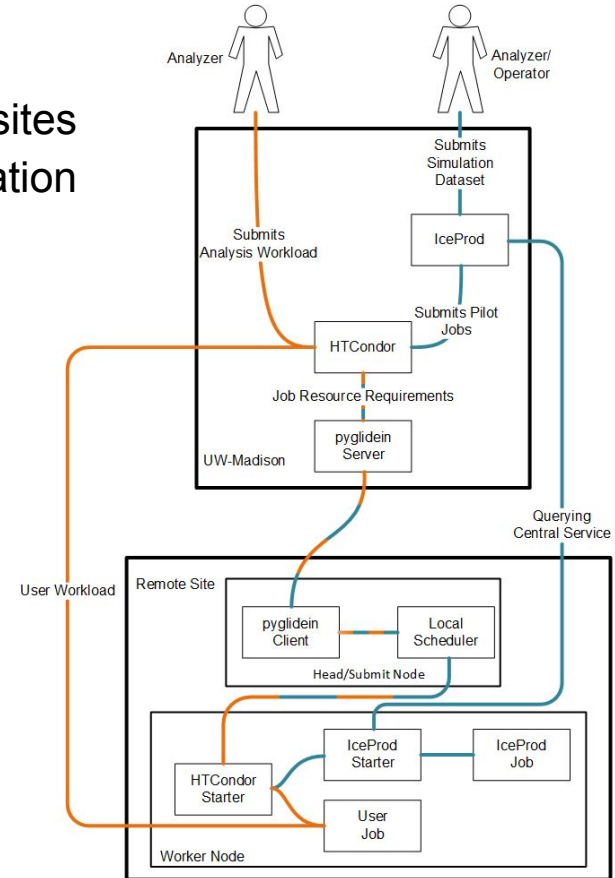 sites
ation
Analyzer
Analyzer/
Operator
Submits
Simulation
Dataset
Submits
Analysis Workload
IceProd
Submits Pilot
Jobs
HTCondor
Job Resource Requirements
pyglidein
Server
UW-Madison
Querying
Central Service
User Workload
Remote Site
pyglidein
Client
Local
Scheduler
Head/Submit Node
IceProd
Starter
IceProd
Job
HTCondor
Starter
User
Job
Worker Node